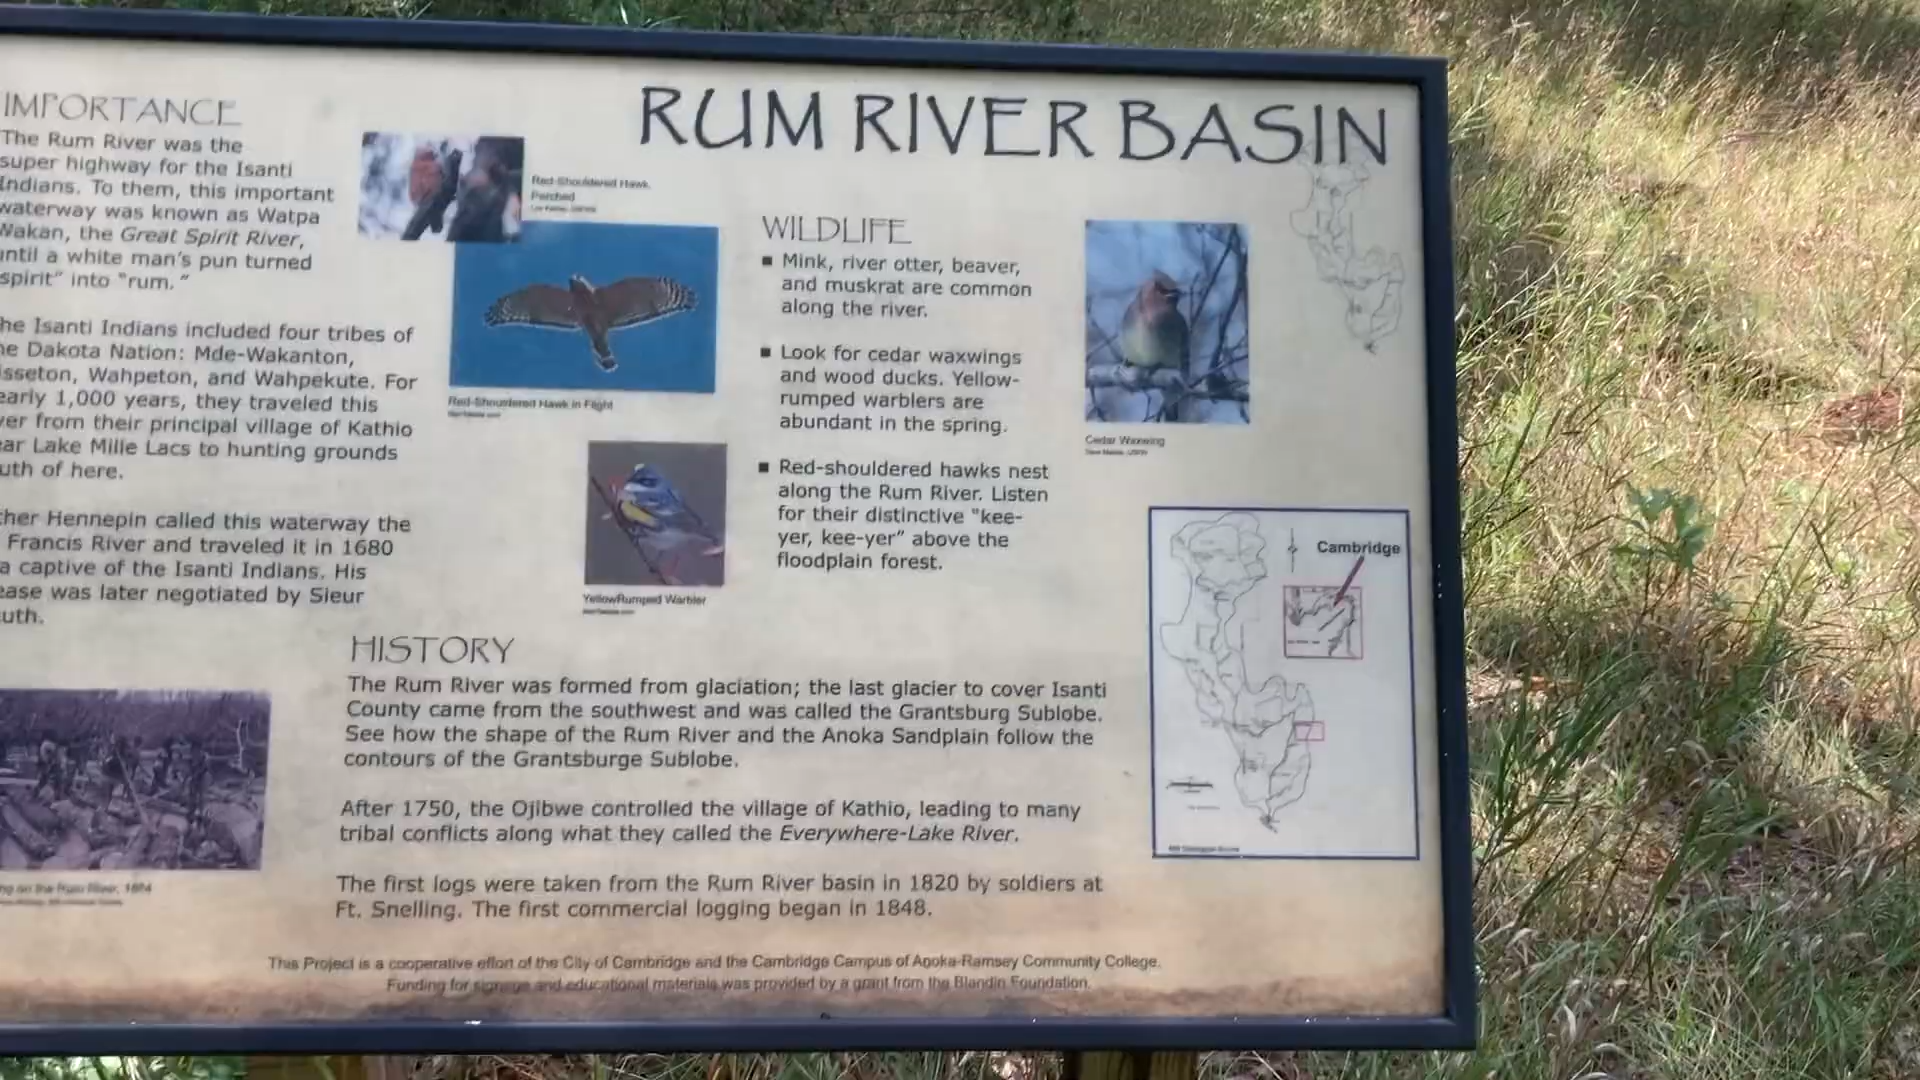 RUM RIVER BASIN
IMPORTANCE
The Rum River was the
super highway for the Isanti
Indians. To them, this important
waterway was known as Watpa
Wakan, the Great Spirit River,
until a white man's pun turned
spirit" into "rum."
he Isanti Indians included four tribes of
he Dakota Nation: Mde-Wakanton,
isseton, Wahpeton, and Wahpekute. For
early 1,000 years, they traveled this
ver from their principal village of Kathio
ear Lake Mille Lacs to hunting grounds
uth of here.
ther Hennepin called this waterway the
Francis River and traveled it in 1680
a captive of the Isanti Indians. His
ease was later negotiated by Sieur
uth.
Red-Shouldered Hawk,
Perched
Red-Shouldered Hawk in Flight
YellowRumped Warbler
WILDLIFE
▪ Mink, river otter, beaver,
and muskrat are common
along the river.
▪ Look for cedar waxwings
and wood ducks. Yellow-
rumped warblers are
abundant in the spring.
▪ Red-shouldered hawks nest
along the Rum River. Listen
for their distinctive "kee-
yer, kee-yer" above the
floodplain forest.
Cedar Waxwing
Cambridge
HISTORY
The Rum River was formed from glaciation; the last glacier to cover Isanti
County came from the southwest and was called the Grantsburg Sublobe.
See how the shape of the Rum River and the Anoka Sandplain follow the
contours of the Grantsburge Sublobe.
After 1750, the Ojibwe controlled the village of Kathio, leading to many
tribal conflicts along what they called the Everywhere-Lake River.
The first logs were taken from the Rum River basin in 1820 by soldiers at
Ft. Snelling. The first commercial logging began in 1848.
on the Rum River,
This Project is a cooperative effort of the City of Cambridge and the Cambridge Campus of Anoka-Ramsey Community College.
Funding for signage and educational materials was provided by a grant from the Blandin Foundation.